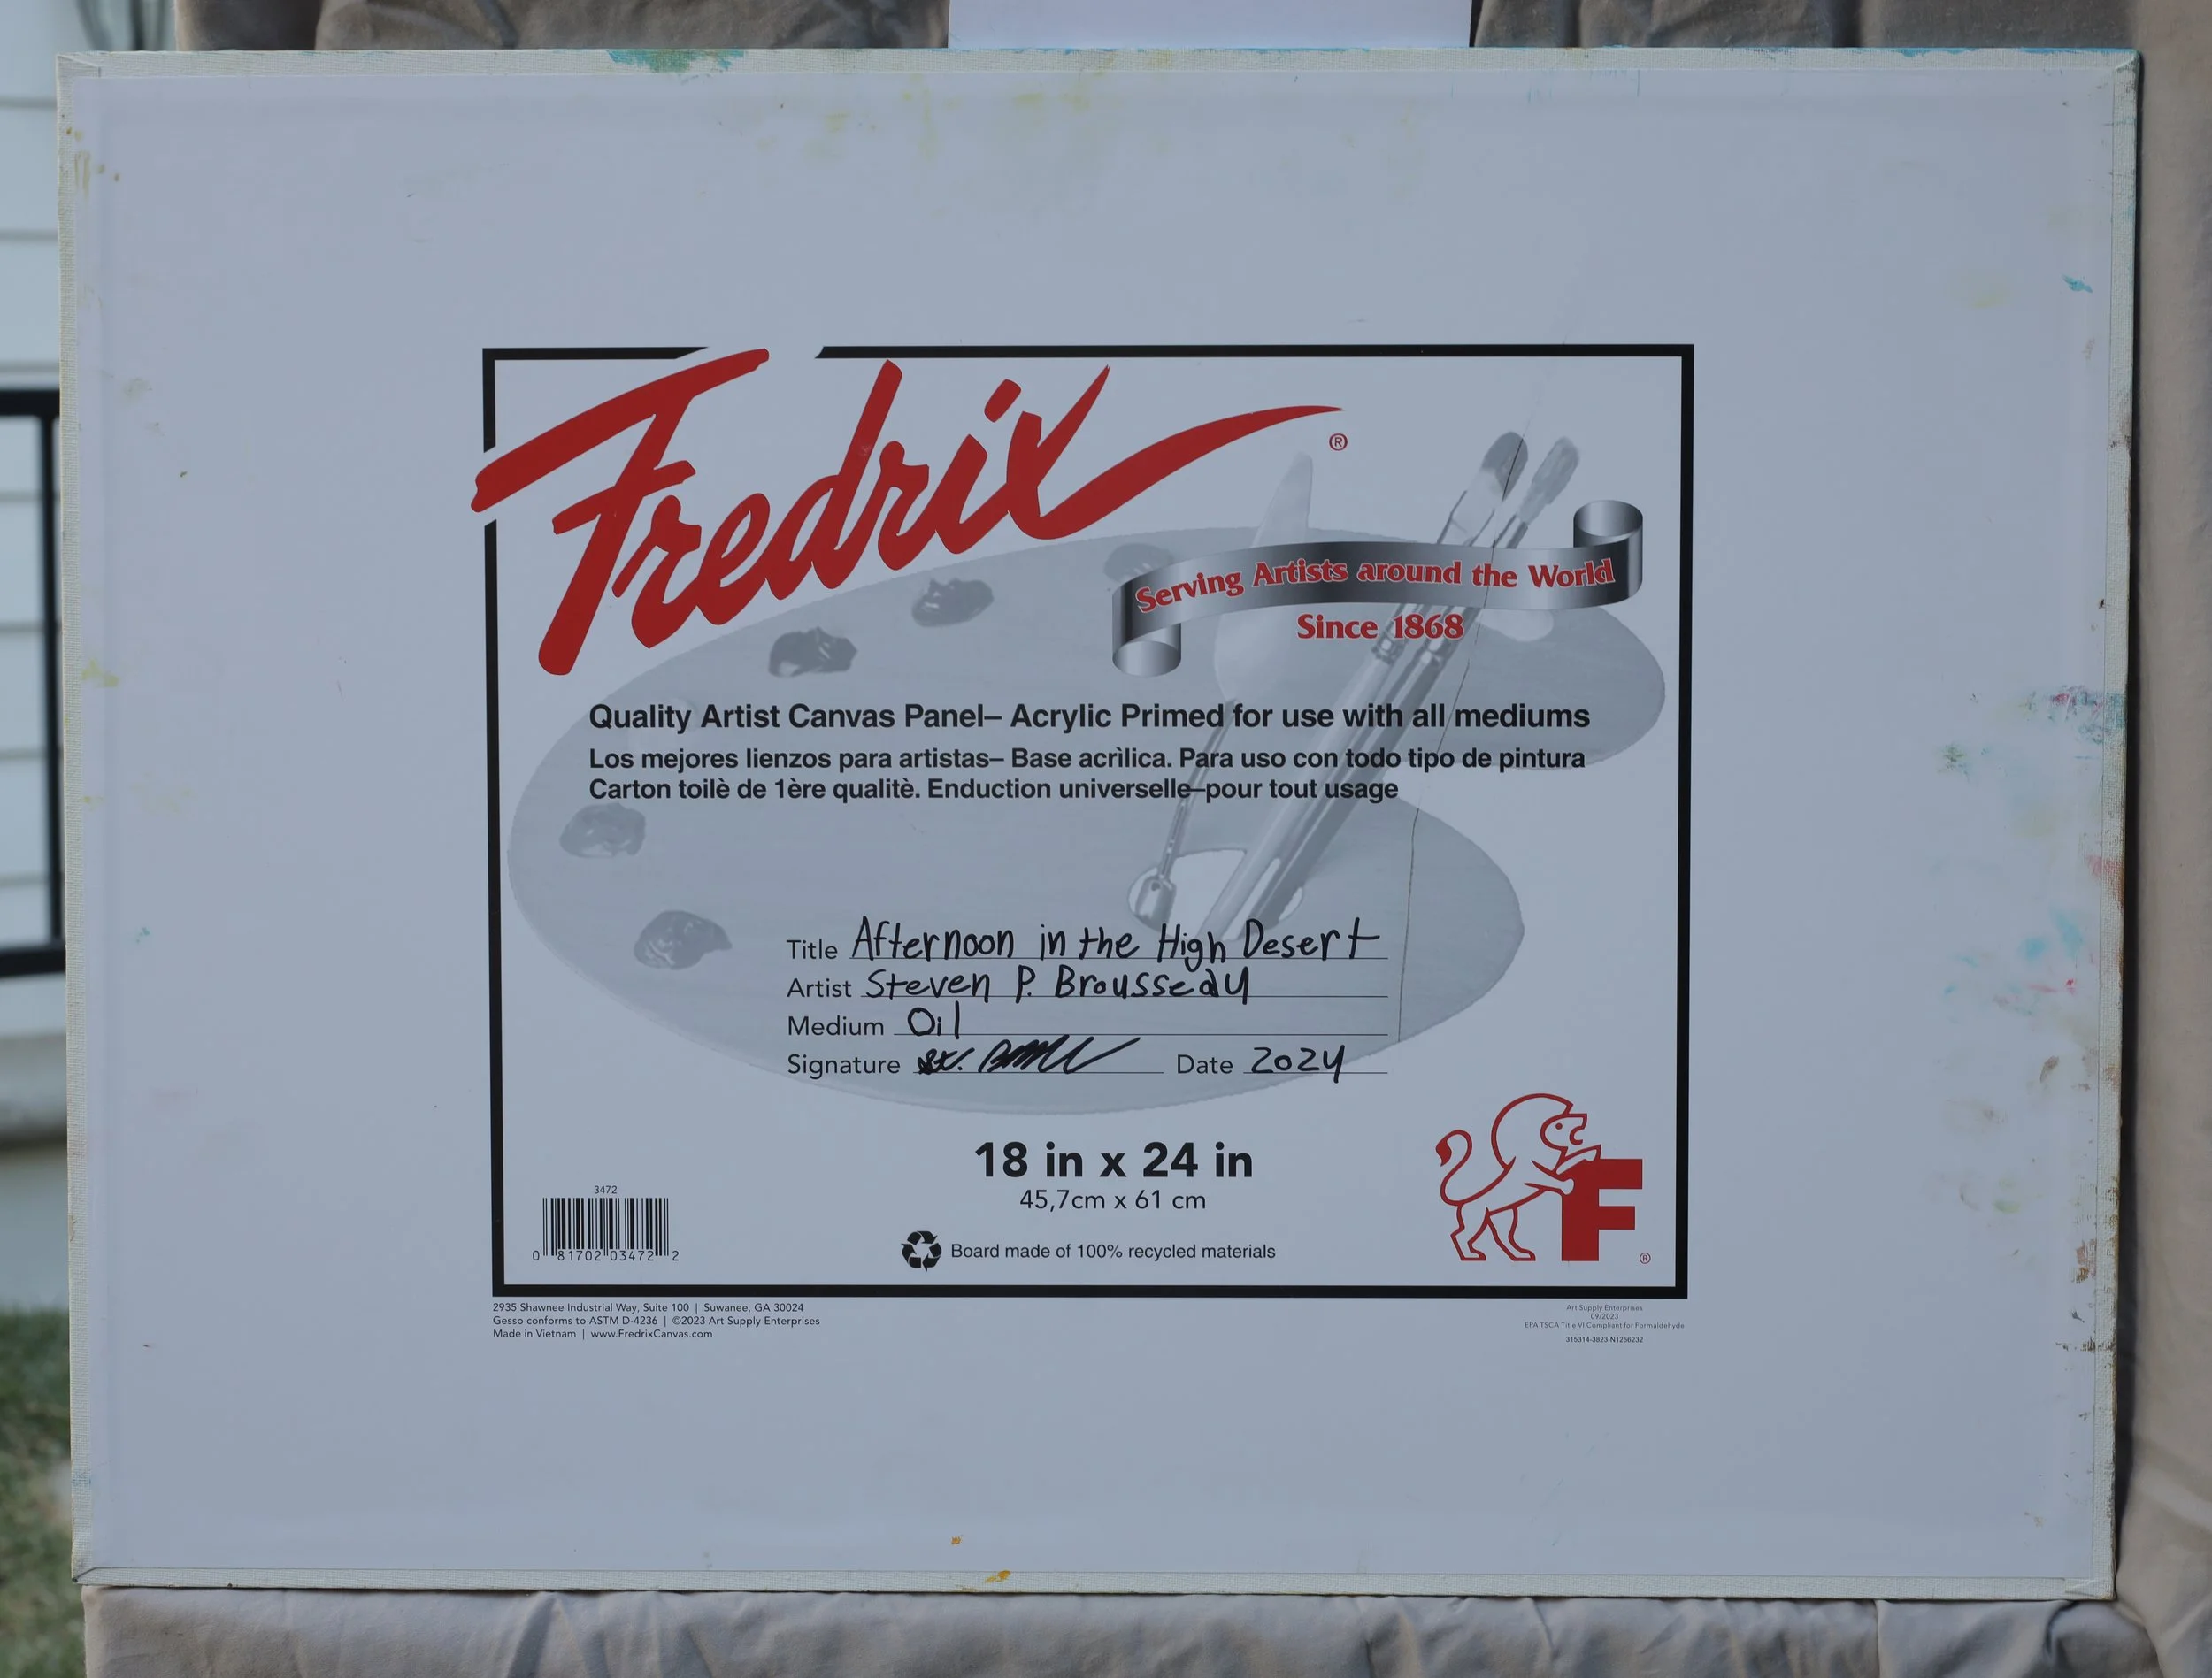 Fredrix ®
Serving Artists around the World
Since 1868
Quality Artist Canvas Panel– Acrylic Primed for use with all mediums
Los mejores lienzos para artistas– Base acrìlica. Para uso con todo tipo de pintura
Carton toilè de 1ère qualitè. Enduction universelle–pour tout usage
Title Afternoon in the High Desert
Artist Steven P. Brousseau
Medium Oil
Signature Date 2024
18 in x 24 in
45,7cm x 61 cm
Board made of 100% recycled materials
3472
0 81702 03472 2
F ®
2935 Shawnee Industrial Way, Suite 100 | Suwanee, GA 30024
Gesso conforms to ASTM D-4236 | ©2023 Art Supply Enterprises
Made in Vietnam | www.FredrixCanvas.com
Art Supply Enterprises
09/2023
EPA TSCA Title VI Compliant for Formaldehyde
315314-3823-N1256232